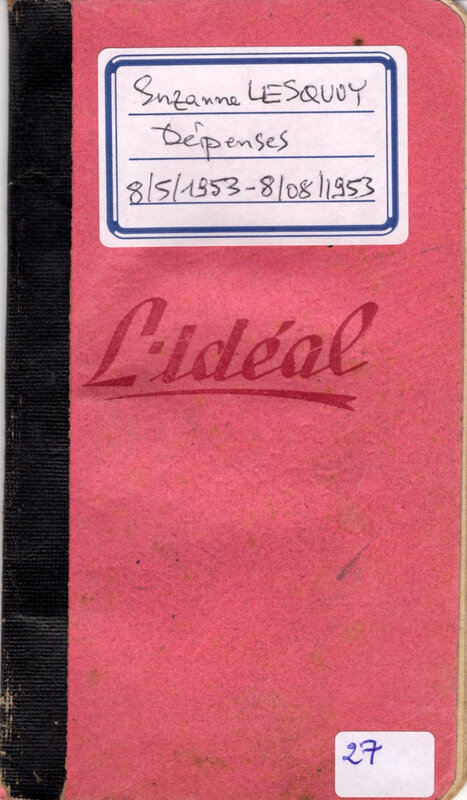 Suzanne LESQUOY
Dépenses
8/5/1953-8/08/1953
L'idéal
27